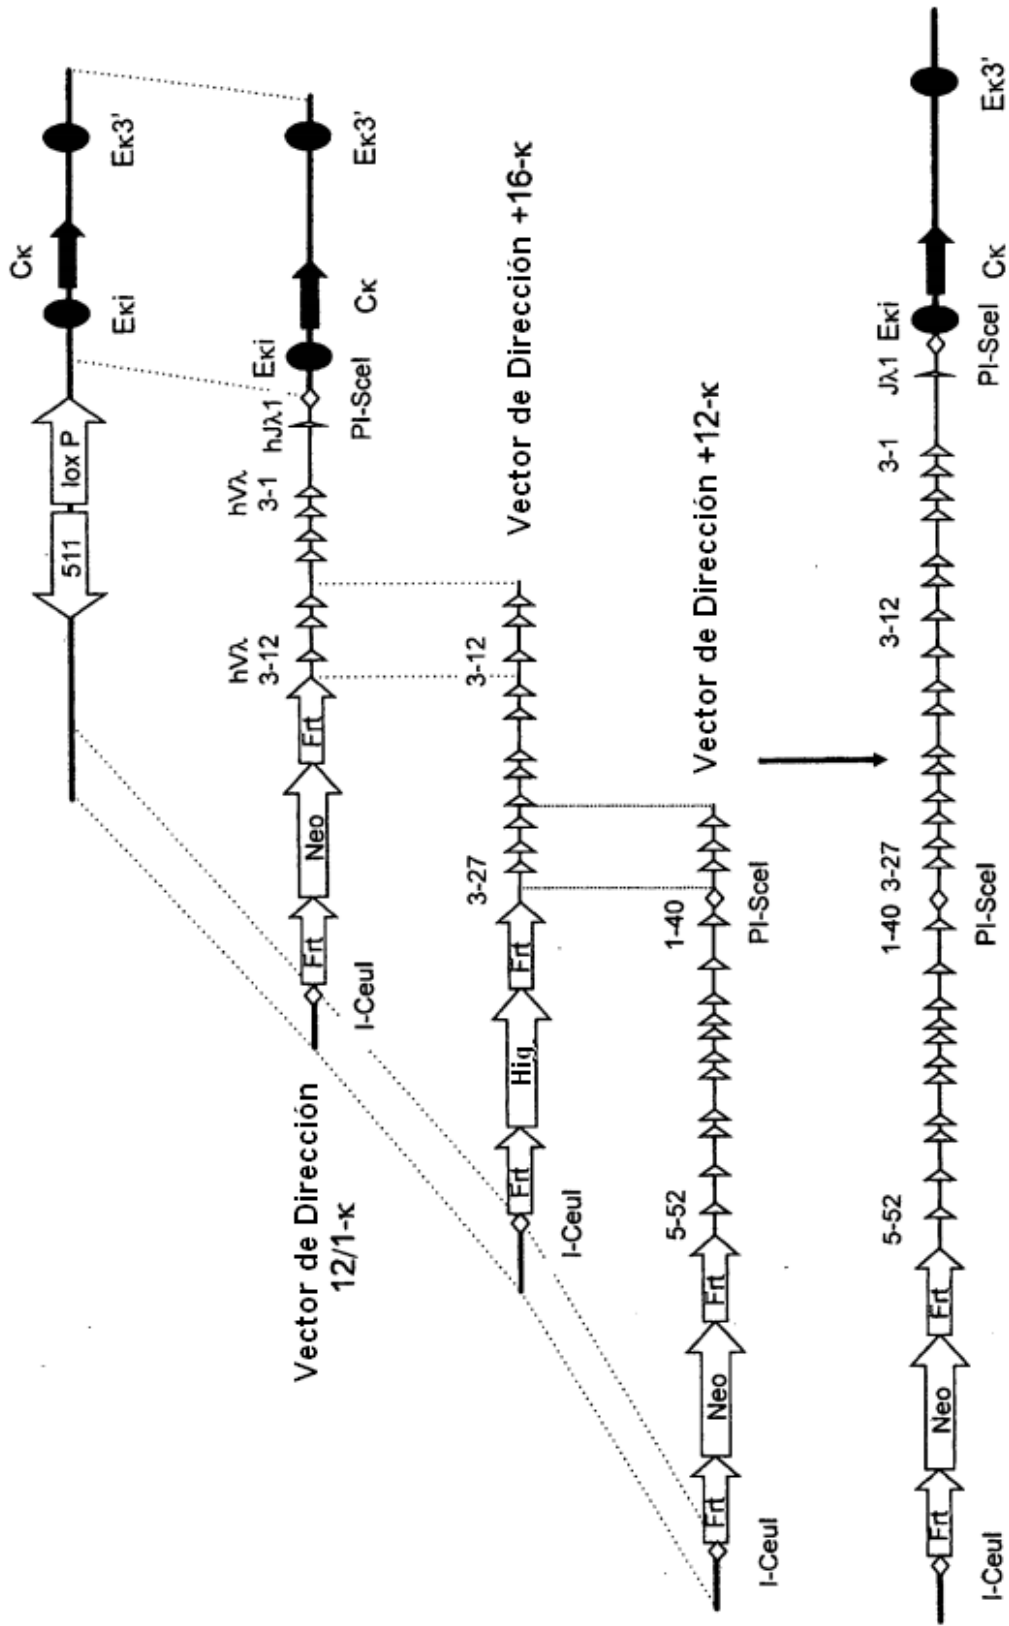 511
lox P
Eκi
Cκ
Eκ3'
Vector de Dirección
12/1-κ
I-CeuI
Frt
Neo
Frt
hVλ
3-12
hVλ
3-1
hJλ1
PI-SceI
Eκi
Cκ
Eκ3'
I-CeuI
Frt
Hig
Frt
3-27
3-12
Vector de Dirección +16-κ
I-CeuI
Frt
Neo
Frt
5-52
1-40
PI-SceI
Vector de Dirección +12-κ
I-CeuI
Frt
Neo
Frt
5-52
1-40
3-27
PI-SceI
3-12
3-1
Jλ1
Eκi
PI-SceI
Cκ
Eκ3'